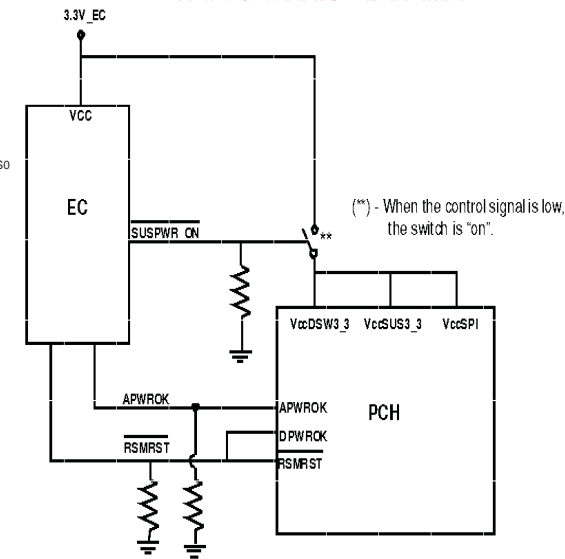 3.3V_EC
VCC
so
EC
SUSPWR_ON
**
(**) - When the control signal is low,
the switch is "on".
VccDSW3_3 VccSUS3_3 VccSPI
APWROK
APWROK
PCH
DPWROK
RSMRST
RSMRST